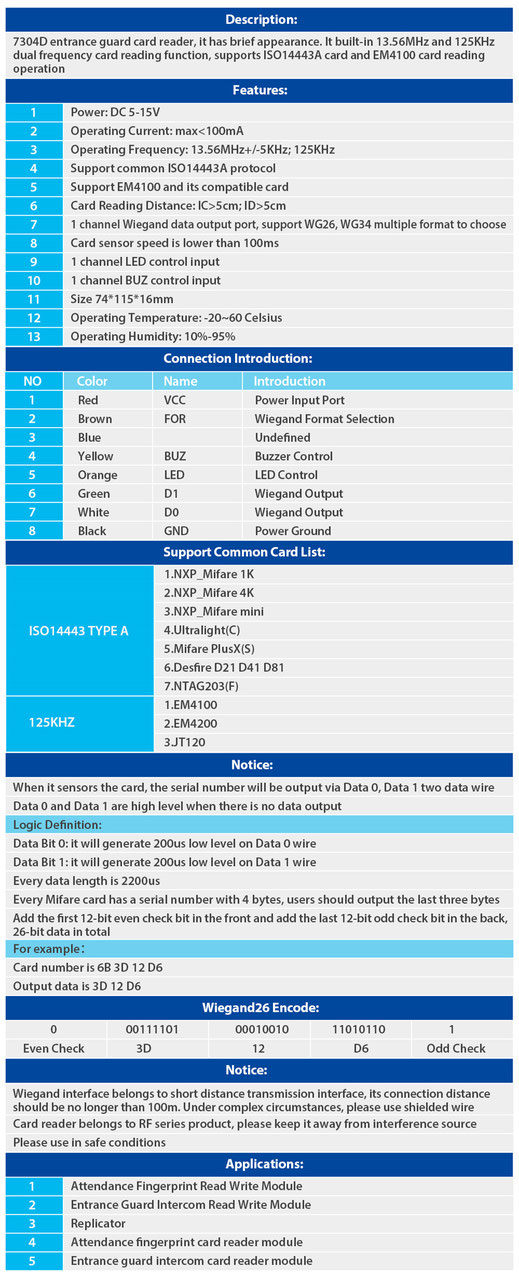 Description:
7304D entrance guard card reader, it has brief appearance. It built-in 13.56MHz and 125KHz
dual frequency card reading function, supports ISO14443A card and EM4100 card reading
operation
Features:
1 Power: DC 5-15V
2 Operating Current: max<100mA
3 Operating Frequency: 13.56MHz+/-5KHz; 125KHz
4 Support common ISO14443A protocol
5 Support EM4100 and its compatible card
6 Card Reading Distance: IC>5cm; ID>5cm
7 1 channel Wiegand data output port, support WG26, WG34 multiple format to choose
8 Card sensor speed is lower than 100ms
9 1 channel LED control input
10 1 channel BUZ control input
11 Size 74*115*16mm
12 Operating Temperature: -20~60 Celsius
13 Operating Humidity: 10%-95%
Connection Introduction:
NO Color Name Introduction
1 Red VCC Power Input Port
2 Brown FOR Wiegand Format Selection
3 Blue Undefined
4 Yellow BUZ Buzzer Control
5 Orange LED LED Control
6 Green D1 Wiegand Output
7 White D0 Wiegand Output
8 Black GND Power Ground
Support Common Card List:
ISO14443 TYPE A
1.NXP_Mifare 1K
2.NXP_Mifare 4K
3.NXP_Mifare mini
4.Ultralight(C)
5.Mifare PlusX(S)
6.Desfire D21 D41 D81
7.NTAG203(F)
125KHZ
1.EM4100
2.EM4200
3.JT120
Notice:
When it sensors the card, the serial number will be output via Data 0, Data 1 two data wire
Data 0 and Data 1 are high level when there is no data output
Logic Definition:
Data Bit 0: it will generate 200us low level on Data 0 wire
Data Bit 1: it will generate 200us low level on Data 1 wire
Every data length is 2200us
Every Mifare card has a serial number with 4 bytes, users should output the last three bytes
Add the first 12-bit even check bit in the front and add the last 12-bit odd check bit in the back,
26-bit data in total
For example：
Card number is 6B 3D 12 D6
Output data is 3D 12 D6
Wiegand26 Encode:
0 00111101 00010010 11010110 1
Even Check 3D 12 D6 Odd Check
Notice:
Wiegand interface belongs to short distance transmission interface, its connection distance
should be no longer than 100m. Under complex circumstances, please use shielded wire
Card reader belongs to RF series product, please keep it away from interference source
Please use in safe conditions
Applications:
1 Attendance Fingerprint Read Write Module
2 Entrance Guard Intercom Read Write Module
3 Replicator
4 Attendance fingerprint card reader module
5 Entrance guard intercom card reader module